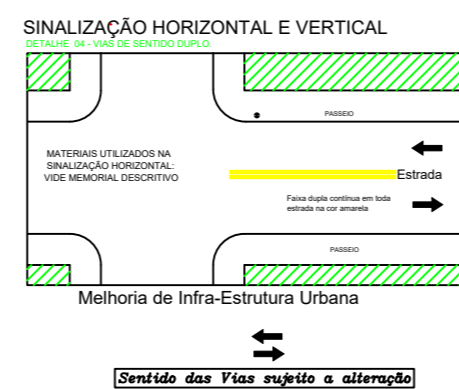 SINALIZAÇÃO HORIZONTAL E VERTICAL
DETALHE 04 - VIAS DE SENTIDO DUPLO.
PASSEIO
MATERIAIS UTILIZADOS NA
SINALIZAÇÃO HORIZONTAL:
VIDE MEMORIAL DESCRITIVO
Estrada
Faixa dupla contínua em toda
estrada na cor amarela
PASSEIO
Melhoria de Infra-Estrutura Urbana
Sentido das Vias sujeito a alteração